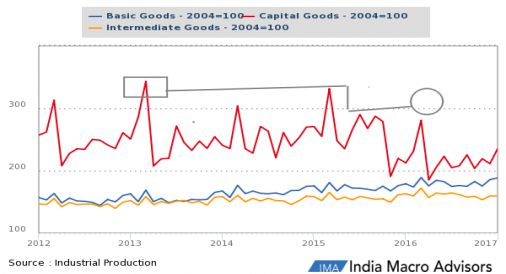 Basic Goods - 2004=100 Capital Goods - 2004=100
Intermediate Goods - 2004=100
300
200
100
2012 2013 2014 2015 2016 2017
Source : Industrial Production
IMA India Macro Advisors